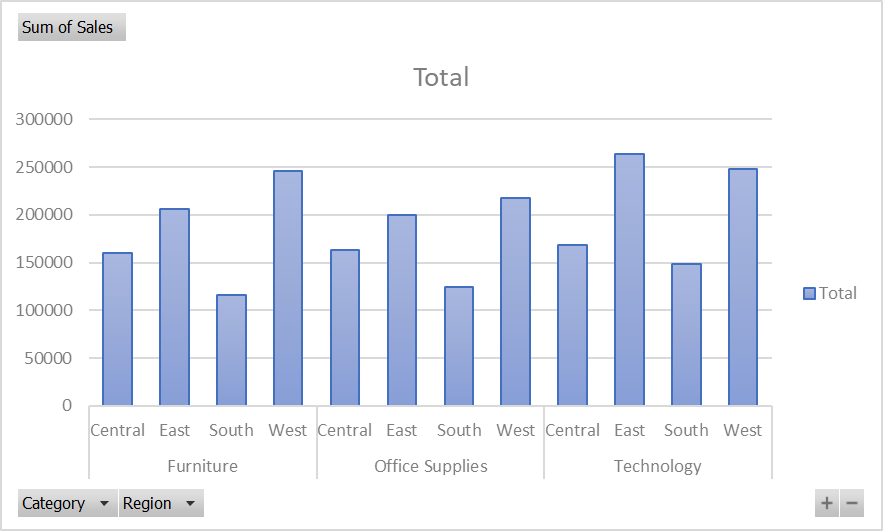 Sum of Sales
Total
300000
250000
200000
150000
100000
50000
0
Total
Central East South West Central East South West Central East South West
Furniture Office Supplies Technology
Category Region